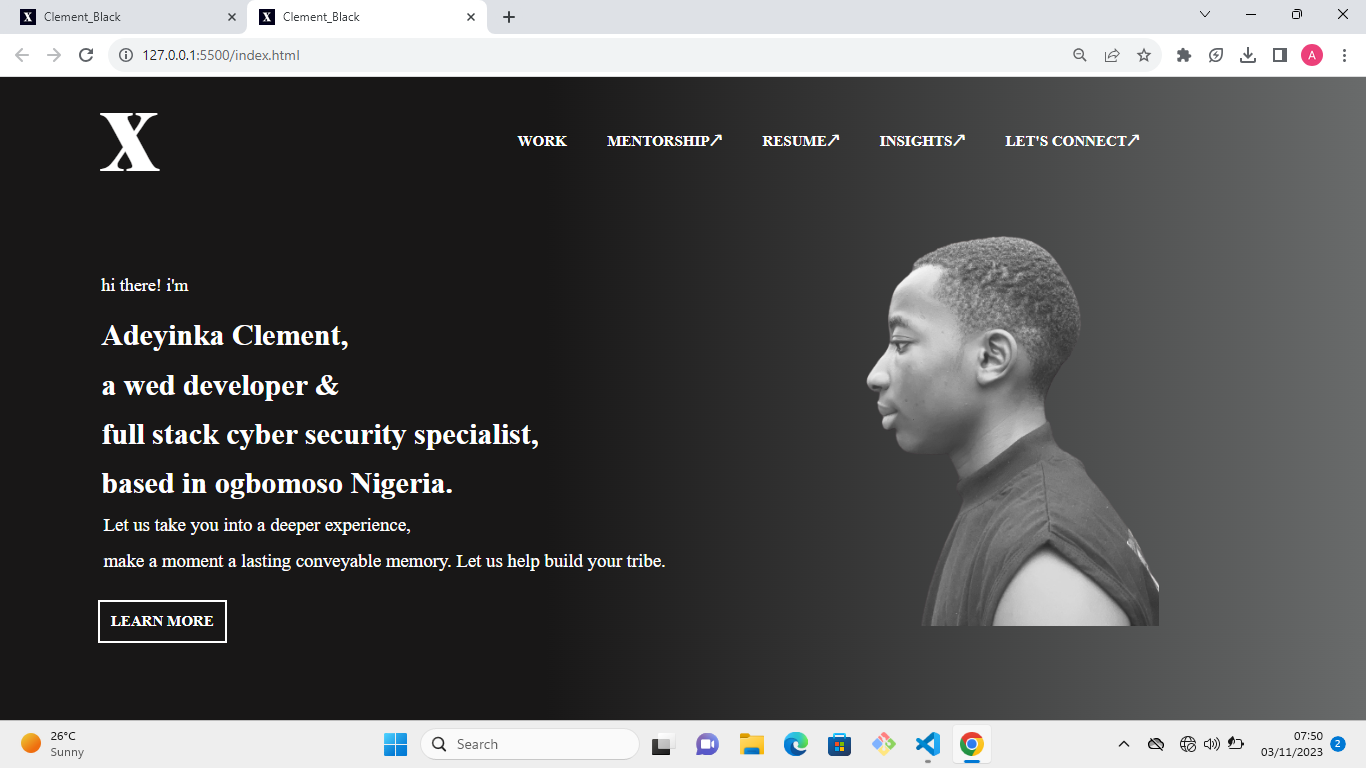 Clement_Black
Clement_Black
127.0.0.1:5500/index.html
A
X
WORK MENTORSHIP↗ RESUME↗ INSIGHTS↗ LET'S CONNECT↗
hi there! i'm
Adeyinka Clement,
a wed developer &
full stack cyber security specialist,
based in ogbomoso Nigeria.
Let us take you into a deeper experience,
make a moment a lasting conveyable memory. Let us help build your tribe.
LEARN MORE
26°C
Sunny
Search
07:50
03/11/2023
2